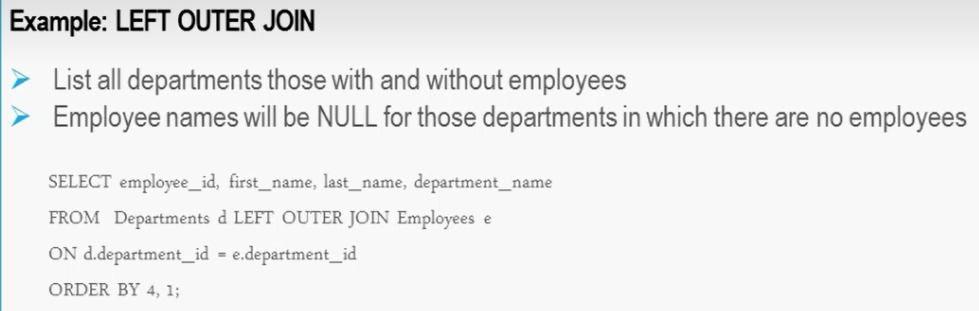 Example: LEFT OUTER JOIN
List all departments those with and without employees
Employee names will be NULL for those departments in which there are no employees
SELECT employee_id, first_name, last_name, department_name
FROM Departments d LEFT OUTER JOIN Employees e
ON d.department_id = e.department_id
ORDER BY 4, 1;